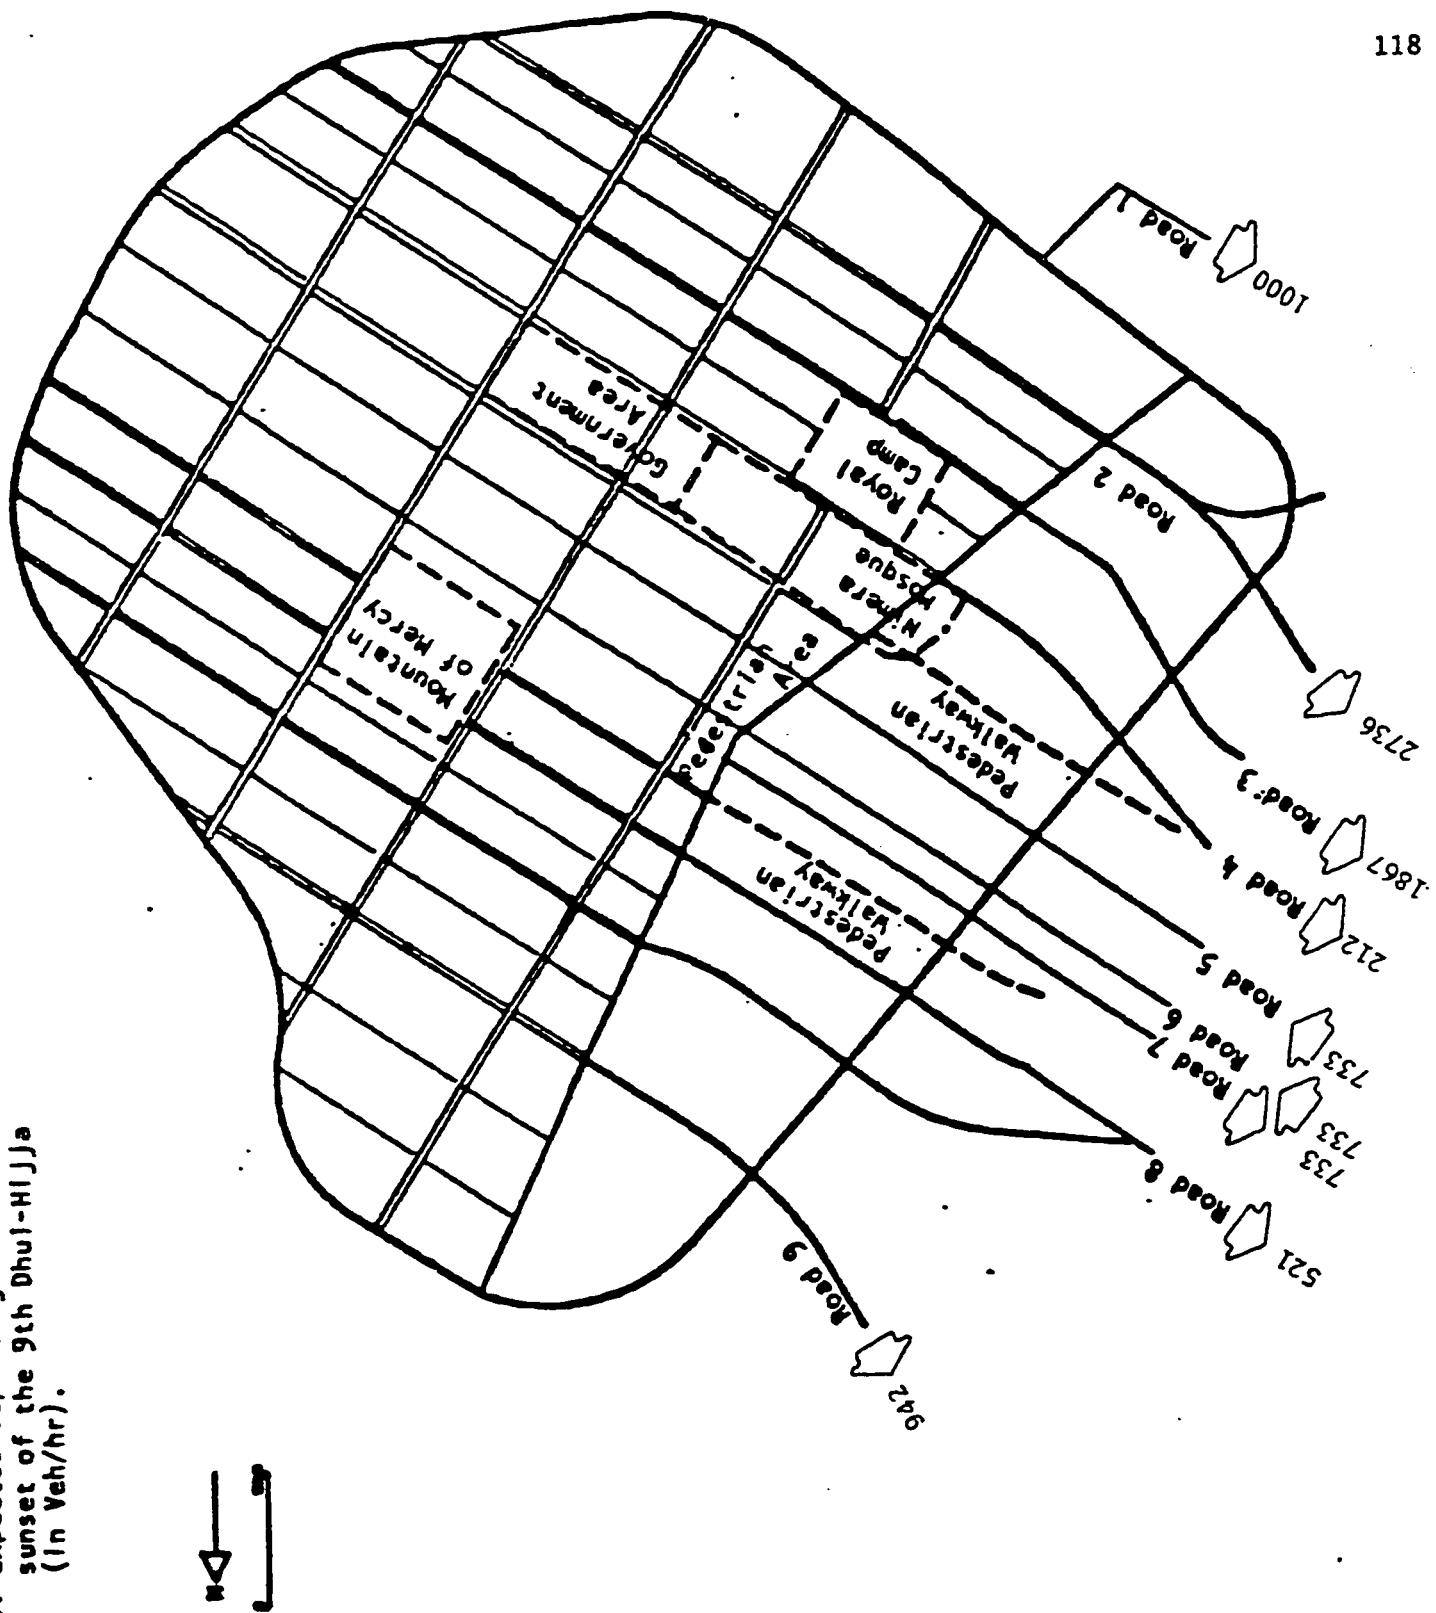 118
sunset of the 9th Dhul-Hijja
(in Veh/hr).
N
Road 1
1000
Road 2
2736
Road 3
1867
Road 4
212
Road 5
733
Road 6
733
Road 7
733
Road 8
521
Road 9
942
Government
Area
Royal
Camp
Nimera
Mosque
Mountain
of Mercy
Pedestrian
Area
Pedestrian
Walkway
Pedestrian
Walkway